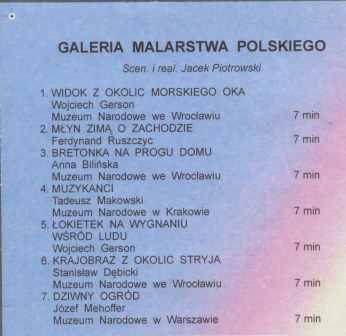 GALERIA MALARSTWA POLSKIEGO
Scen. i real. Jacek Piotrowski
1. WIDOK Z OKOLIC MORSKIEGO OKA
Wojciech Gerson
Muzeum Narodowe we Wrocławiu 7 min
2. MŁYN ZIMĄ O ZACHODZIE
Ferdynand Ruszczyc 7 min
3. BRETONKA NA PROGU DOMU
Anna Bilińska
Muzeum Narodowe we Wrocławiu 7 min
4. MUZYKANCI
Tadeusz Makowski
Muzeum Narodowe w Krakowie 7 min
5. ŁOKIETEK NA WYGNANIU
WŚRÓD LUDU
Wojciech Gerson 7 min
6. KRAJOBRAZ Z OKOLIC STRYJA
Stanisław Dębicki
Muzeum Narodowe we Wrocławiu 7 min
7. DZIWNY OGRÓD
Józef Mehoffer
Muzeum Narodowe w Warszawie 7 min